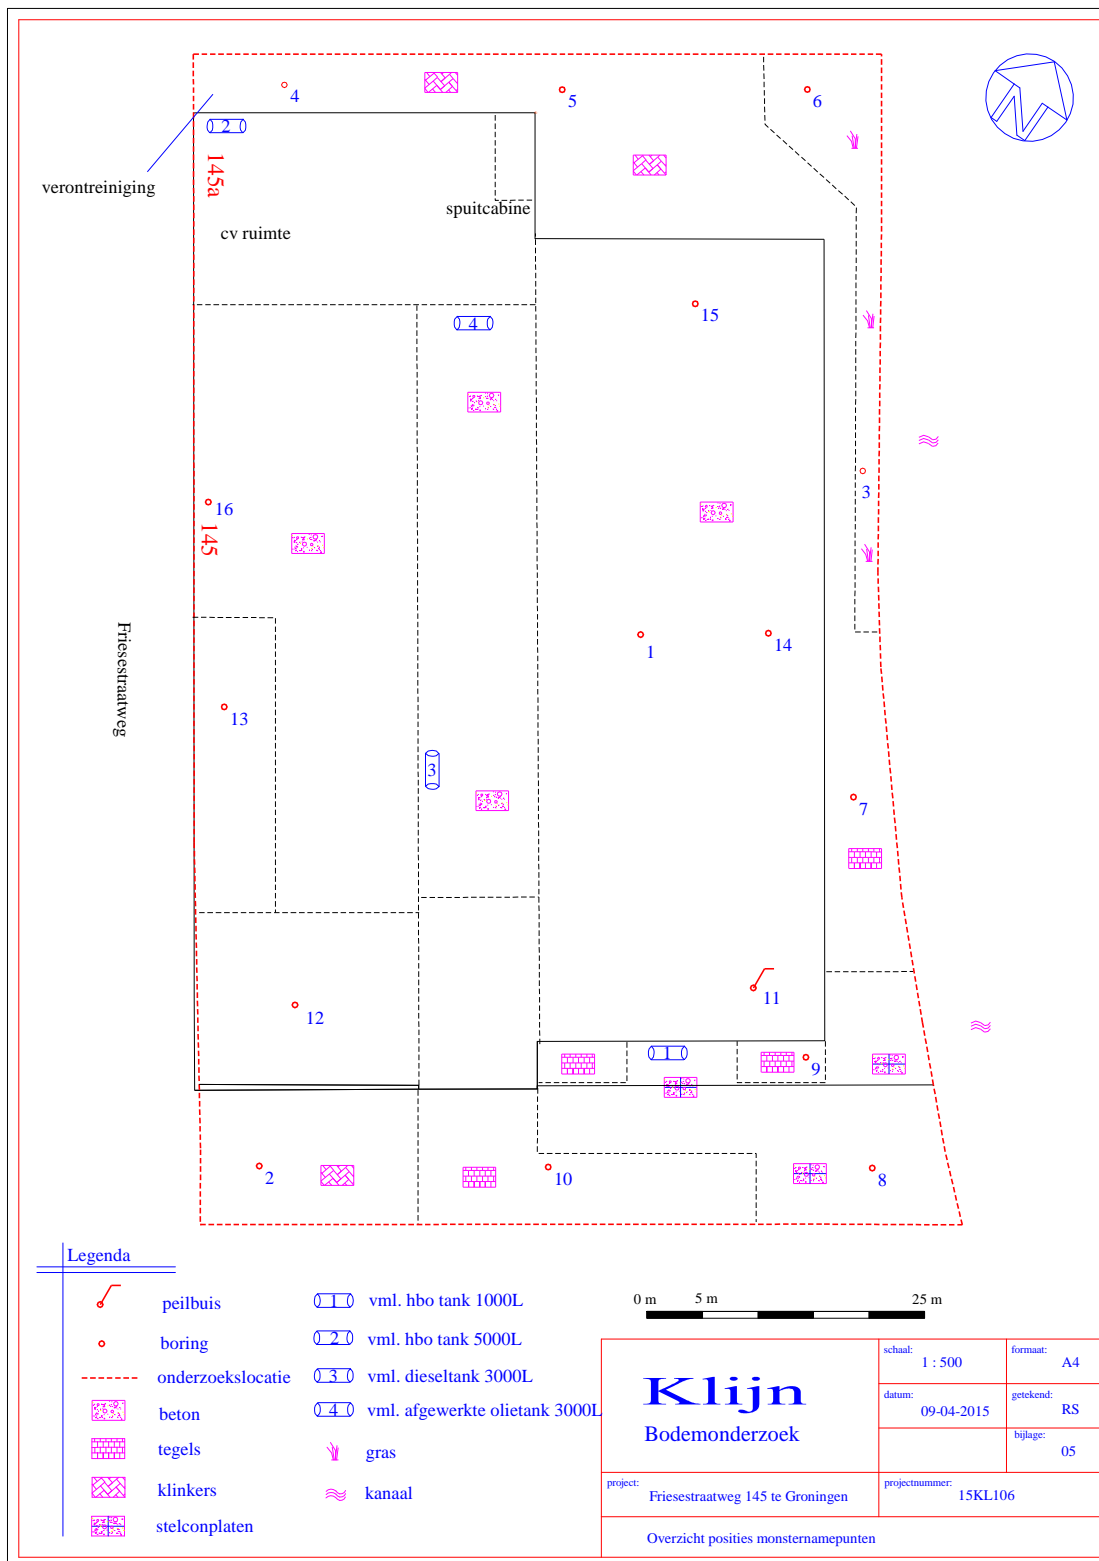 4
5
6
2
145a
verontreiniging
spuitcabine
cv ruimte
15
4
3
16
145
Friesestraatweg
1
14
13
3
7
11
12
1
9
2
10
8
Legenda
peilbuis
boring
onderzoekslocatie
beton
tegels
klinkers
stelconplaten
1 vml. hbo tank 1000L
2 vml. hbo tank 5000L
3 vml. dieseltank 3000L
4 vml. afgewerkte olietank 3000L
gras
kanaal
0 m 5 m 25 m
Klijn
Bodemonderzoek
schaal: 1 : 500
formaat: A4
datum: 09-04-2015
getekend: RS
bijlage: 05
project: Friesestraatweg 145 te Groningen
projectnummer: 15KL106
Overzicht posities monsternamepunten